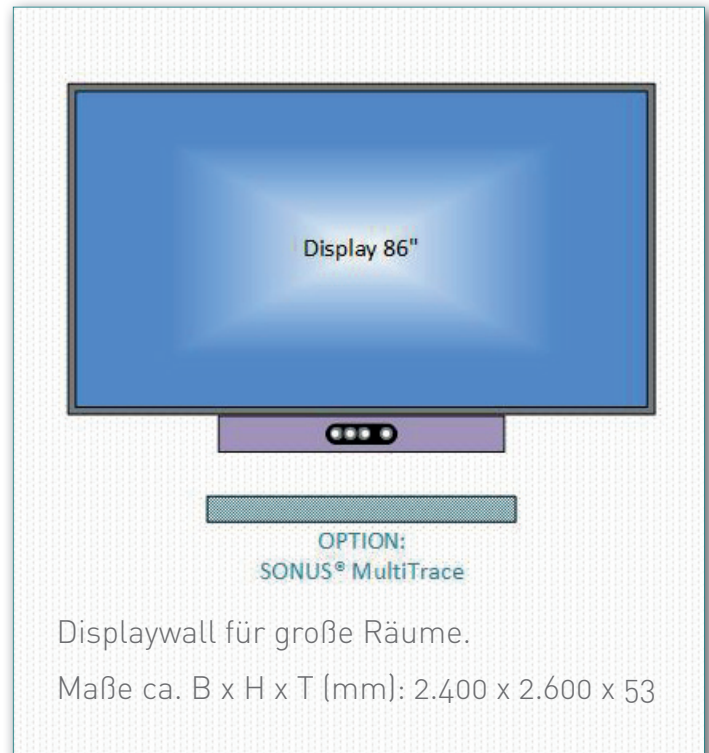 Display 86"
OPTION:
SONUS® MultiTrace
Displaywall für große Räume.
Maße ca. B x H x T (mm): 2.400 x 2.600 x 53